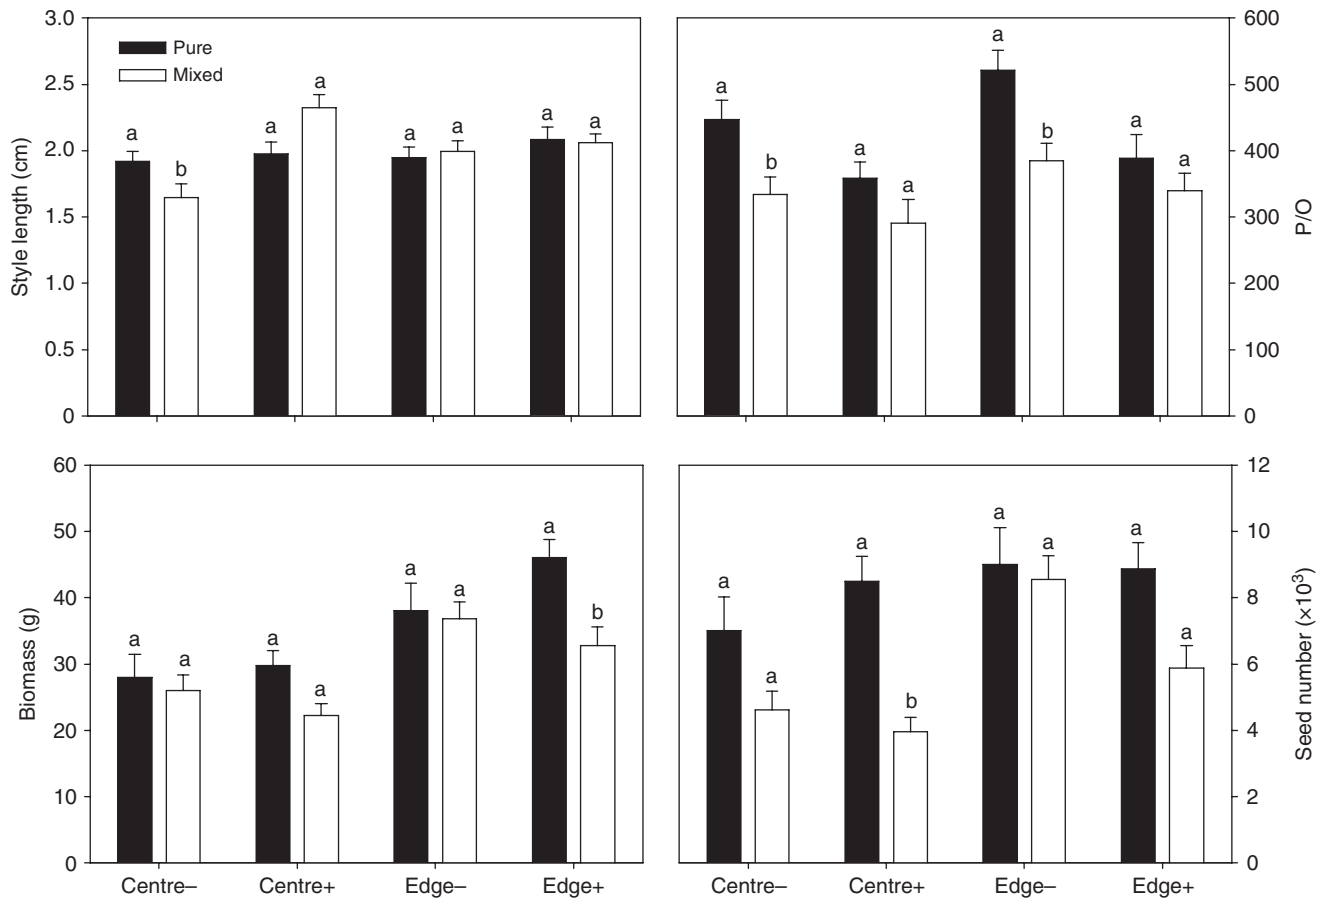 3.0
2.5
2.0
1.5
1.0
0.5
0
Style length (cm)
Pure
Mixed
a
b
a
a
a
a
a
a
600
500
400
300
200
100
0
P/O
a
b
a
a
a
b
a
a
60
50
40
30
20
10
0
Biomass (g)
a
a
a
a
a
a
a
b
Centre–
Centre+
Edge–
Edge+
12
10
8
6
4
2
0
Seed number (×10³)
a
a
a
b
a
a
a
a
Centre–
Centre+
Edge–
Edge+